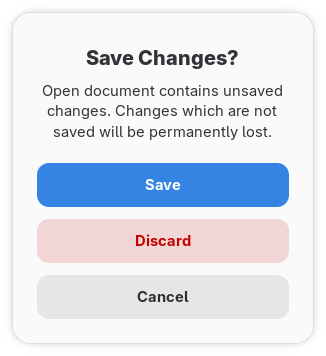 Save Changes?
Open document contains unsaved
changes. Changes which are not
saved will be permanently lost.
Save
Discard
Cancel